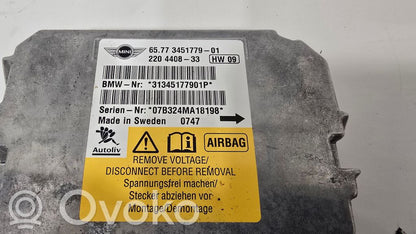 MINI
65.77 3451779-01
220 4408-33 HW 09
BMW-Nr: *31345177901P*
Serien-Nr: *07B324MA18198*
Made in Sweden 0747
Autoliv
AIRBAG
REMOVE VOLTAGE/
DISCONNECT BEFORE REMOVAL
Spannungsfrei machen/
Stecker abziehen vor
Montage/Demontage
OVOKO